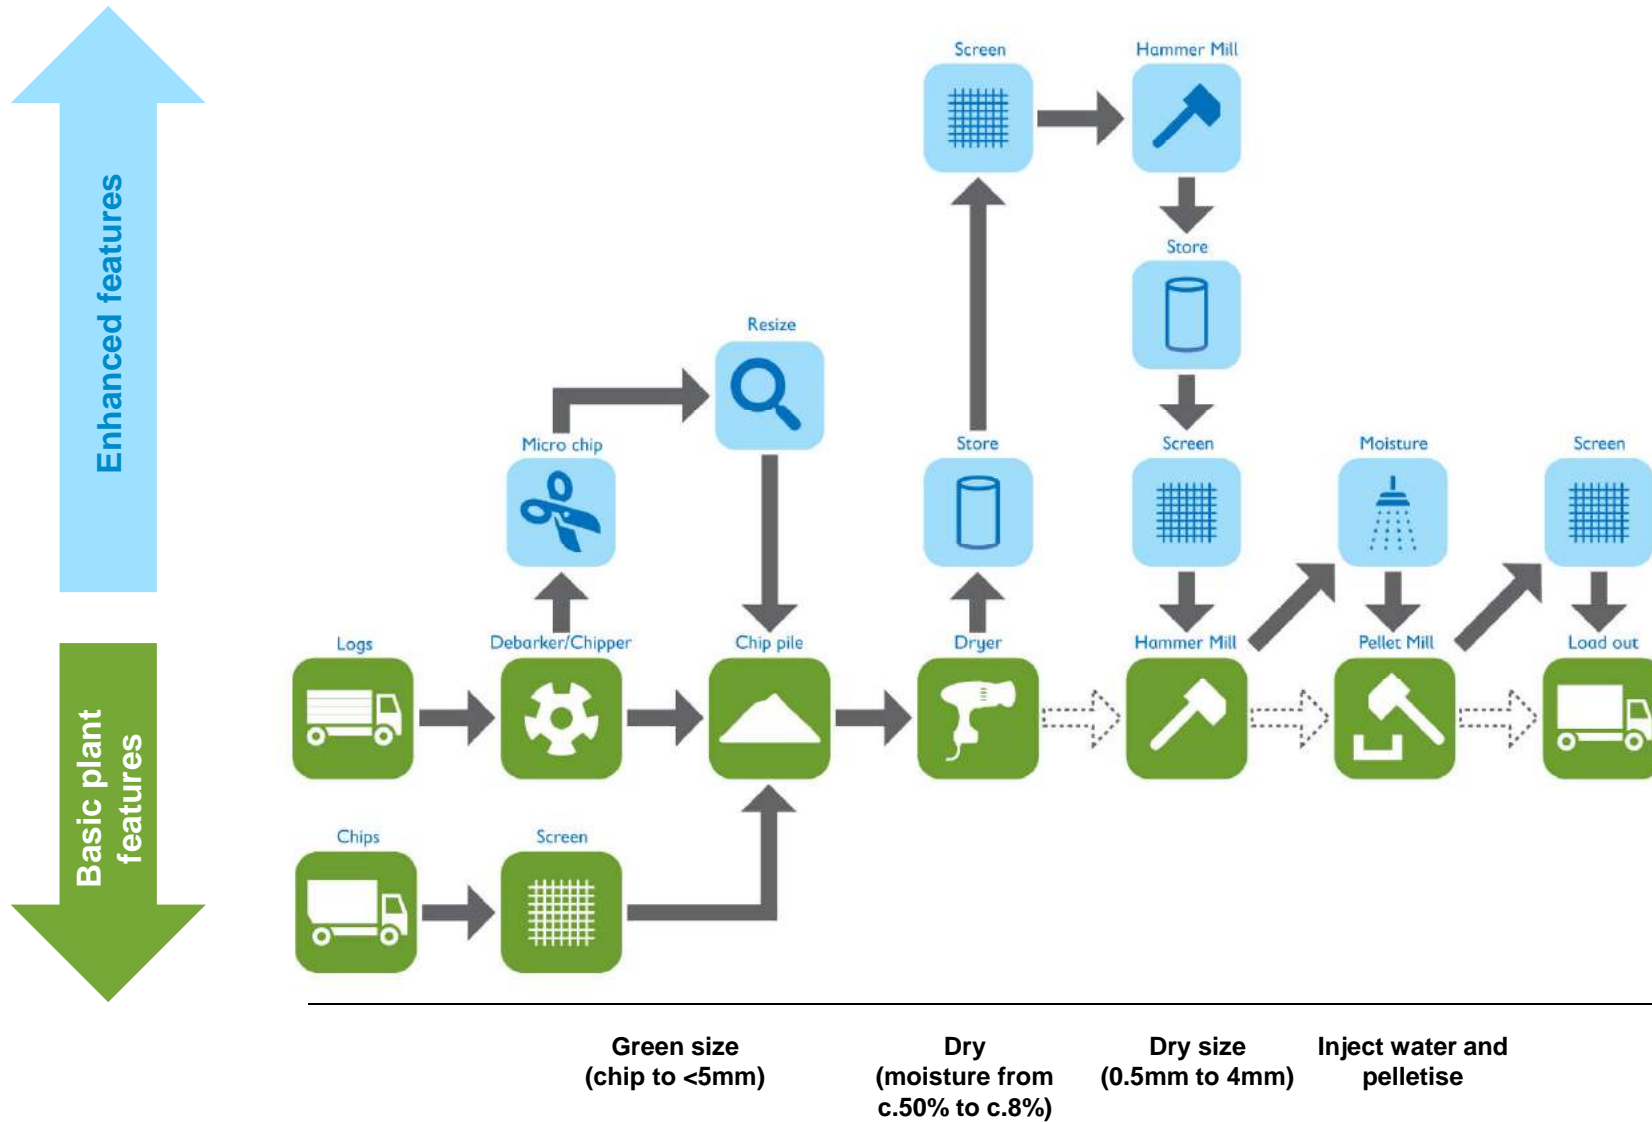 Enhanced features
Basic plant
features
Screen
Hammer Mill
Store
Resize
Micro chip
Store
Screen
Moisture
Screen
Logs
Debarker/Chipper
Chip pile
Dryer
Hammer Mill
Pellet Mill
Load out
Chips
Screen
Green size
(chip to <5mm)
Dry
(moisture from
c.50% to c.8%)
Dry size
(0.5mm to 4mm)
Inject water and
pelletise